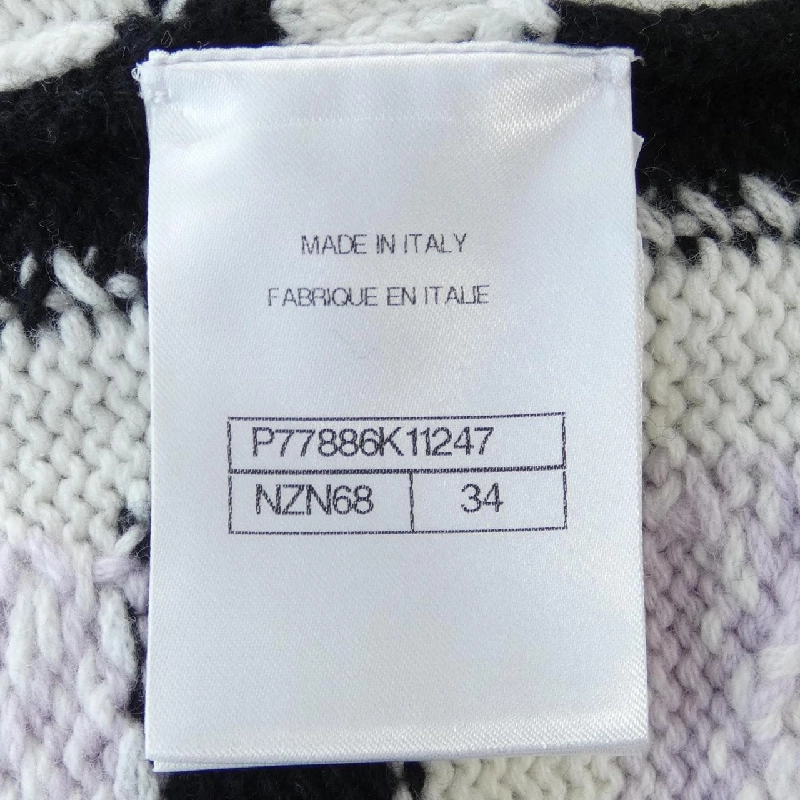 MADE IN ITALY
FABRIQUE EN ITALIE
P77886K11247
NZN68 34